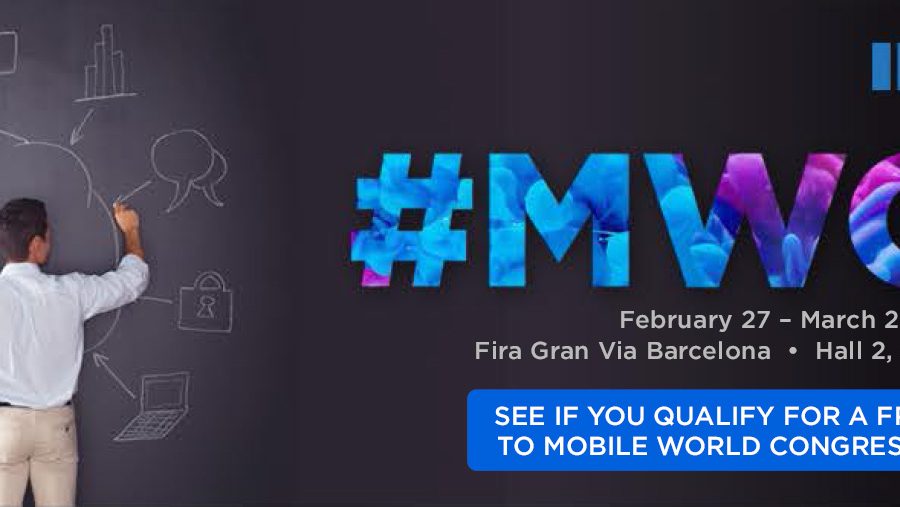 #MWC
February 27 – March 2
Fira Gran Via Barcelona • Hall 2,
SEE IF YOU QUALIFY FOR A FR
TO MOBILE WORLD CONGRES